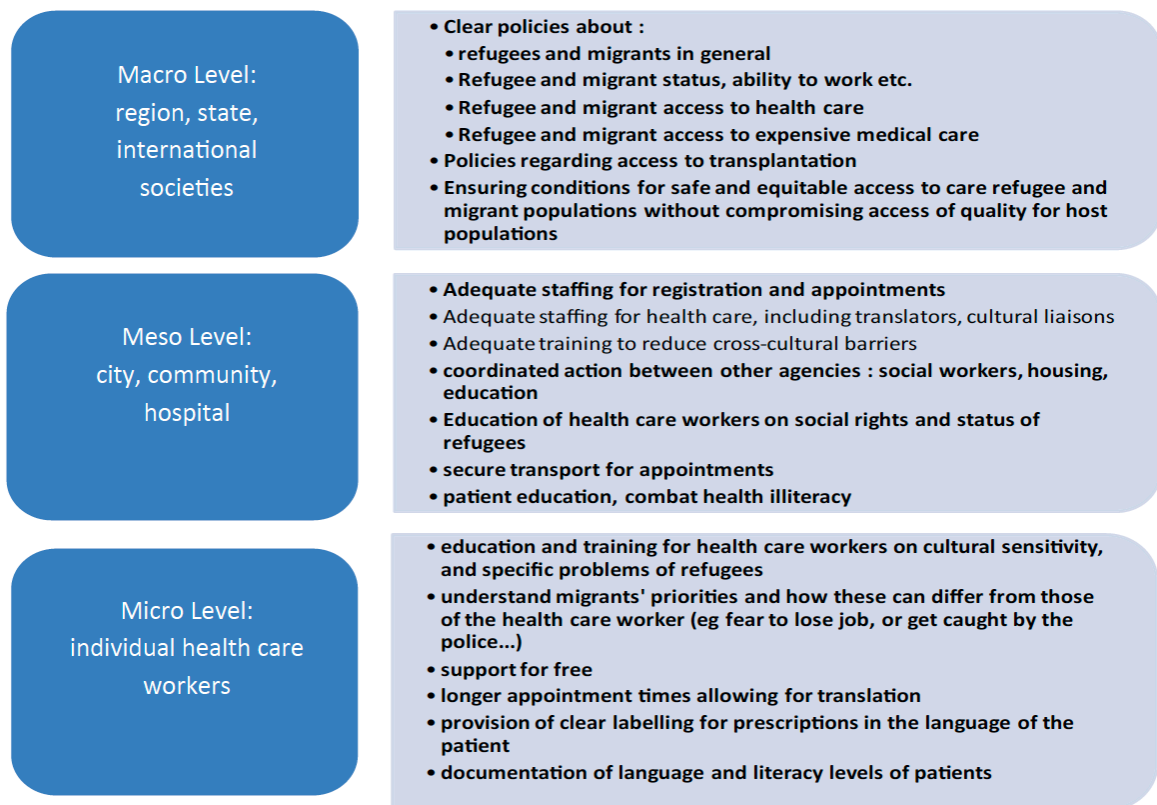 Macro Level:
region, state,
international
societies
• Clear policies about :
• refugees and migrants in general
• Refugee and migrant status, ability to work etc.
• Refugee and migrant access to health care
• Refugee and migrant access to expensive medical care
• Policies regarding access to transplantation
• Ensuring conditions for safe and equitable access to care refugee and
migrant populations without compromising access of quality for host
populations
Meso Level:
city, community,
hospital
• Adequate staffing for registration and appointments
• Adequate staffing for health care, including translators, cultural liaisons
• Adequate training to reduce cross-cultural barriers
• coordinated action between other agencies : social workers, housing,
education
• Education of health care workers on social rights and status of
refugees
• secure transport for appointments
• patient education, combat health illiteracy
Micro Level:
individual health care
workers
• education and training for health care workers on cultural sensitivity,
and specific problems of refugees
• understand migrants' priorities and how these can differ from those
of the health care worker (eg fear to lose job, or get caught by the
police...)
• support for free
• longer appointment times allowing for translation
• provision of clear labelling for prescriptions in the language of the
patient
• documentation of language and literacy levels of patients